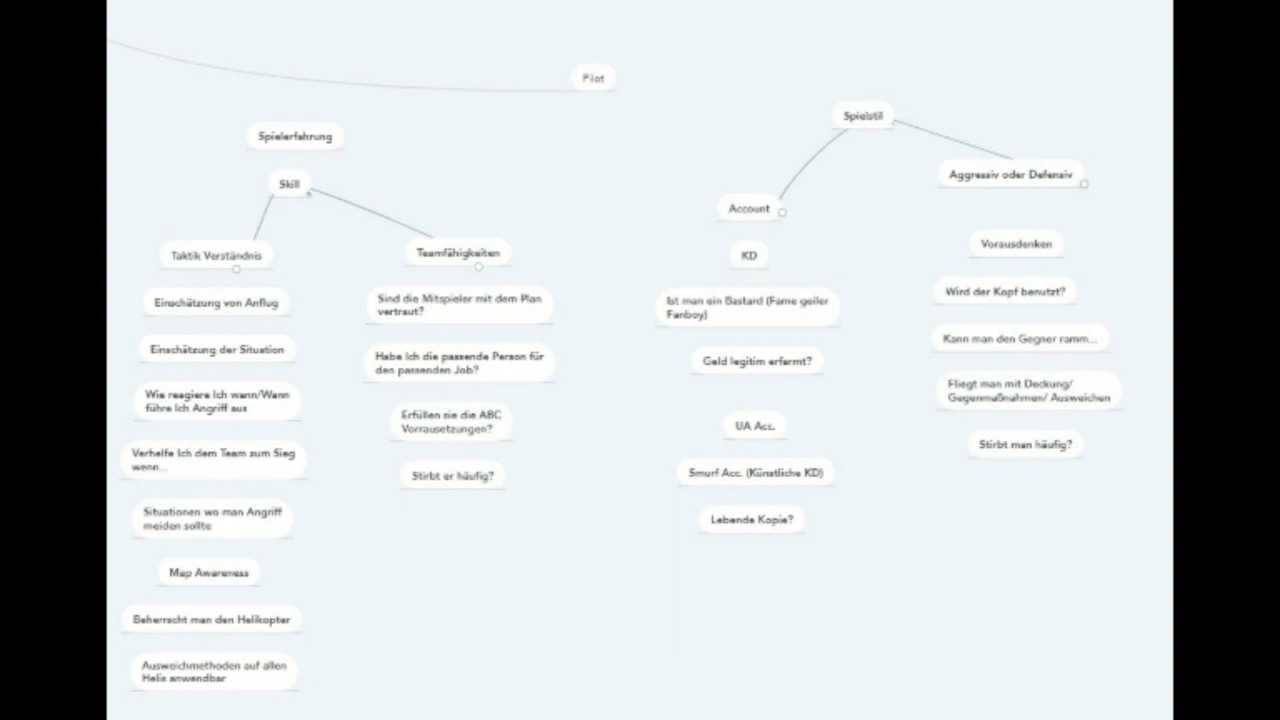 Pilot
Spielerfahrung
Skill
Taktik Verständnis
Einschätzung von Anflug
Einschätzung der Situation
Wie reagiere Ich wann/Wann
führe Ich Angriff aus
Verhelfe Ich dem Team zum Sieg
wenn...
Situationen wo man Angriff
meiden sollte
Map Awareness
Beherrscht man den Helikopter
Ausweichmethoden auf allen
Helis anwendbar
Teamfähigkeiten
Sind die Mitspieler mit dem Plan
vertraut?
Habe Ich die passende Person für
den passenden Job?
Erfüllen sie die ABC
Vorrausetzungen?
Stirbt er häufig?
Spielstil
Account
KD
Ist man ein Bastard (Fame geiler
Fanboy)
Geld legitim erfarmt?
UA Acc.
Smurf Acc. (Künstliche KD)
Lebende Kopie?
Aggressiv oder Defensiv
Vorausdenken
Wird der Kopf benutzt?
Kann man den Gegner ramm...
Fliegt man mit Deckung/
Gegenmaßnahmen/ Ausweichen
Stirbt man häufig?